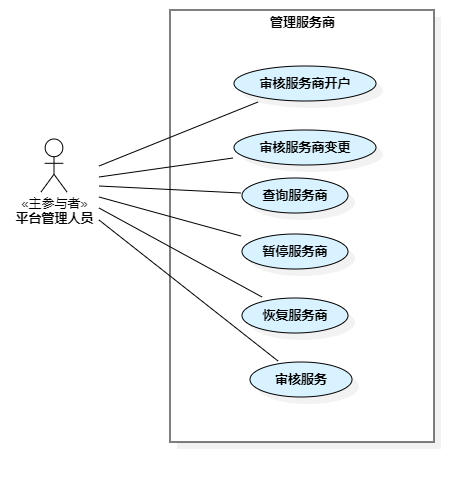 管理服务商
审核服务商开户
审核服务商变更
查询服务商
«主参与者»
平台管理人员
暂停服务商
恢复服务商
审核服务